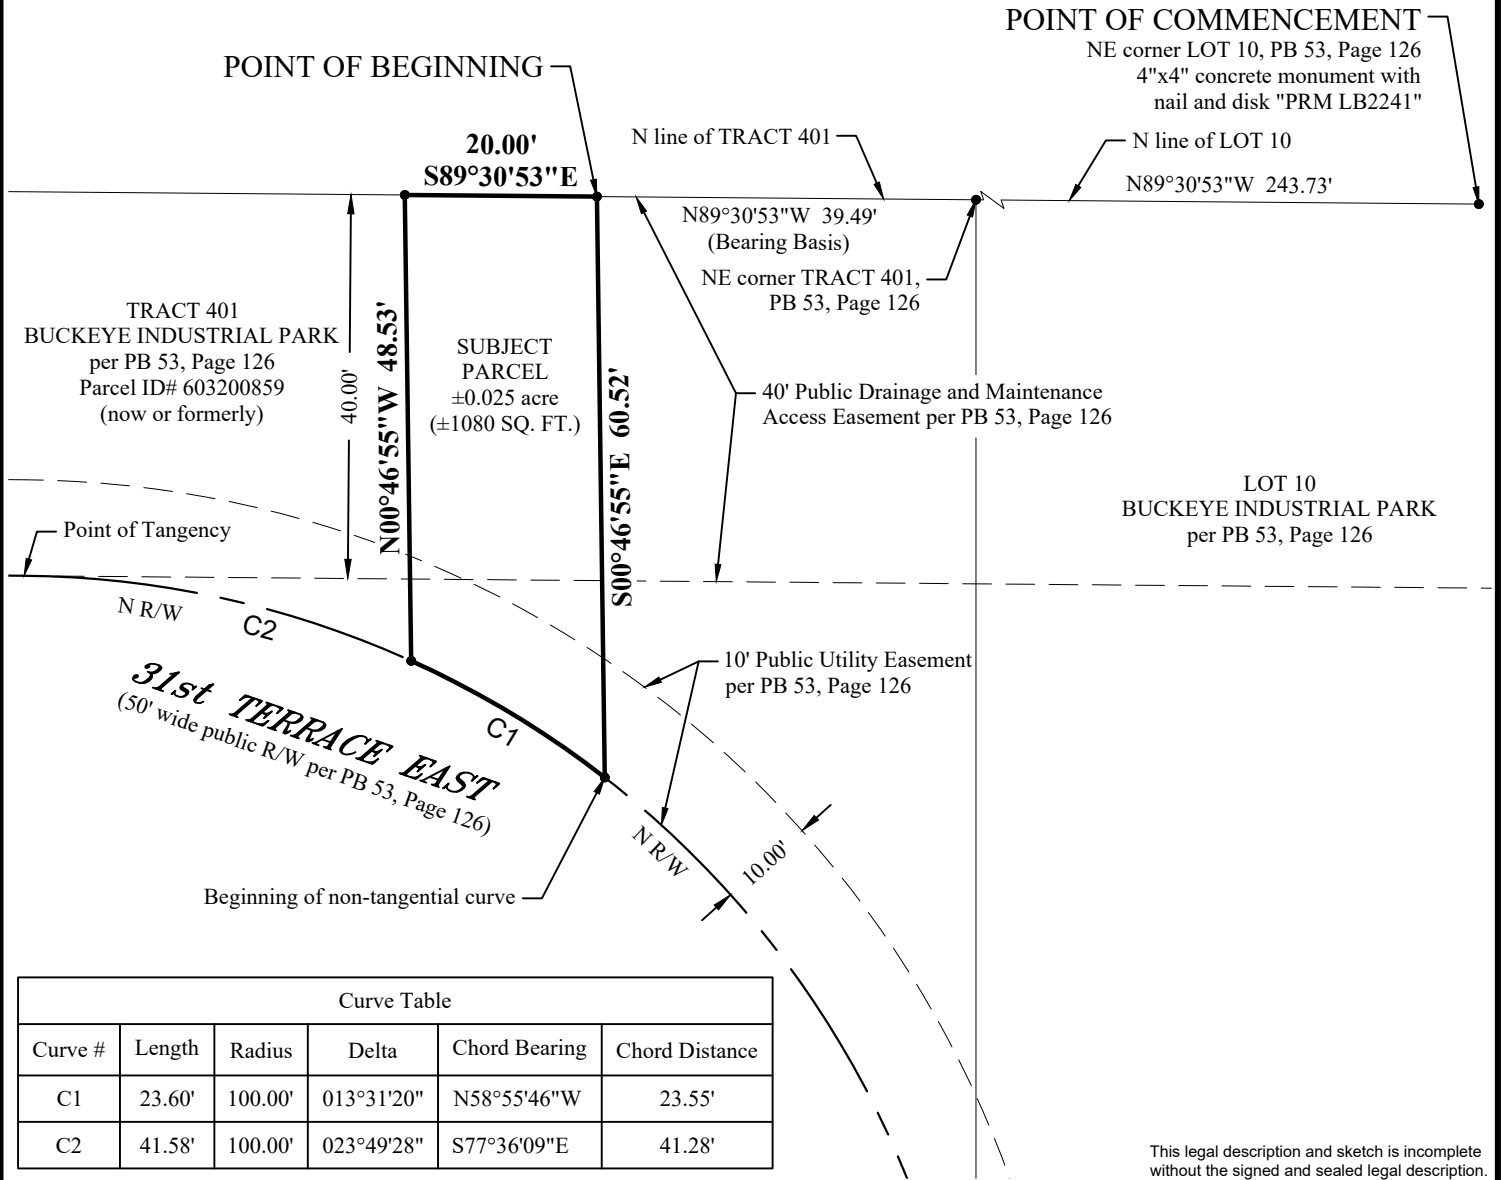 POINT OF COMMENCEMENT
NE corner LOT 10, PB 53, Page 126
4"x4" concrete monument with
nail and disk "PRM LB2241"
POINT OF BEGINNING
20.00'
S89°30'53"E
N line of TRACT 401
N line of LOT 10
N89°30'53"W 243.73'
N89°30'53"W 39.49'
(Bearing Basis)
NE corner TRACT 401,
PB 53, Page 126
TRACT 401
BUCKEYE INDUSTRIAL PARK
per PB 53, Page 126
Parcel ID# 603200859
(now or formerly)
40.00'
N00°46'55"W 48.53'
SUBJECT
PARCEL
±0.025 acre
(±1080 SQ. FT.)
S00°46'55"E 60.52'
40' Public Drainage and Maintenance
Access Easement per PB 53, Page 126
LOT 10
BUCKEYE INDUSTRIAL PARK
per PB 53, Page 126
Point of Tangency
N R/W
C2
31st TERRACE EAST
(50' wide public R/W per PB 53, Page 126)
C1
10' Public Utility Easement
per PB 53, Page 126
N R/W
10.00'
Beginning of non-tangential curve
Curve Table
Curve # Length Radius Delta Chord Bearing Chord Distance
C1 23.60' 100.00' 013°31'20" N58°55'46"W 23.55'
C2 41.58' 100.00' 023°49'28" S77°36'09"E 41.28'
This legal description and sketch is incomplete
without the signed and sealed legal description.